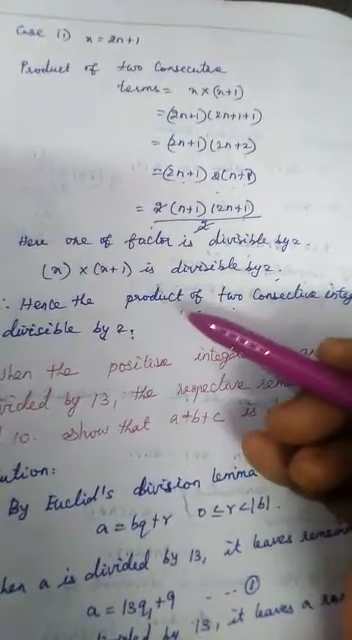 Case ii) x = 2n+1
Product of two Consecutive
terms = x × (x+1)
= (2n+1)(2n+1+1)
= (2n+1)(2n+2)
= (2n+1) 2(n+1)
= 2(n+1)(2n+1)
2
Here one of factor is divisible by 2.
(x) × (x+1) is divisible by 2.
∴ Hence the product of two Consective
divisible by 2.
when the positive
13, the respective
10. show that a+b+c is
By Euclid's division lemma
a = bq+r 0 ≤ r < |b|.
a is divided by 13, it leaves
a = 13q1+9 --- ①
by 13, it leaves a